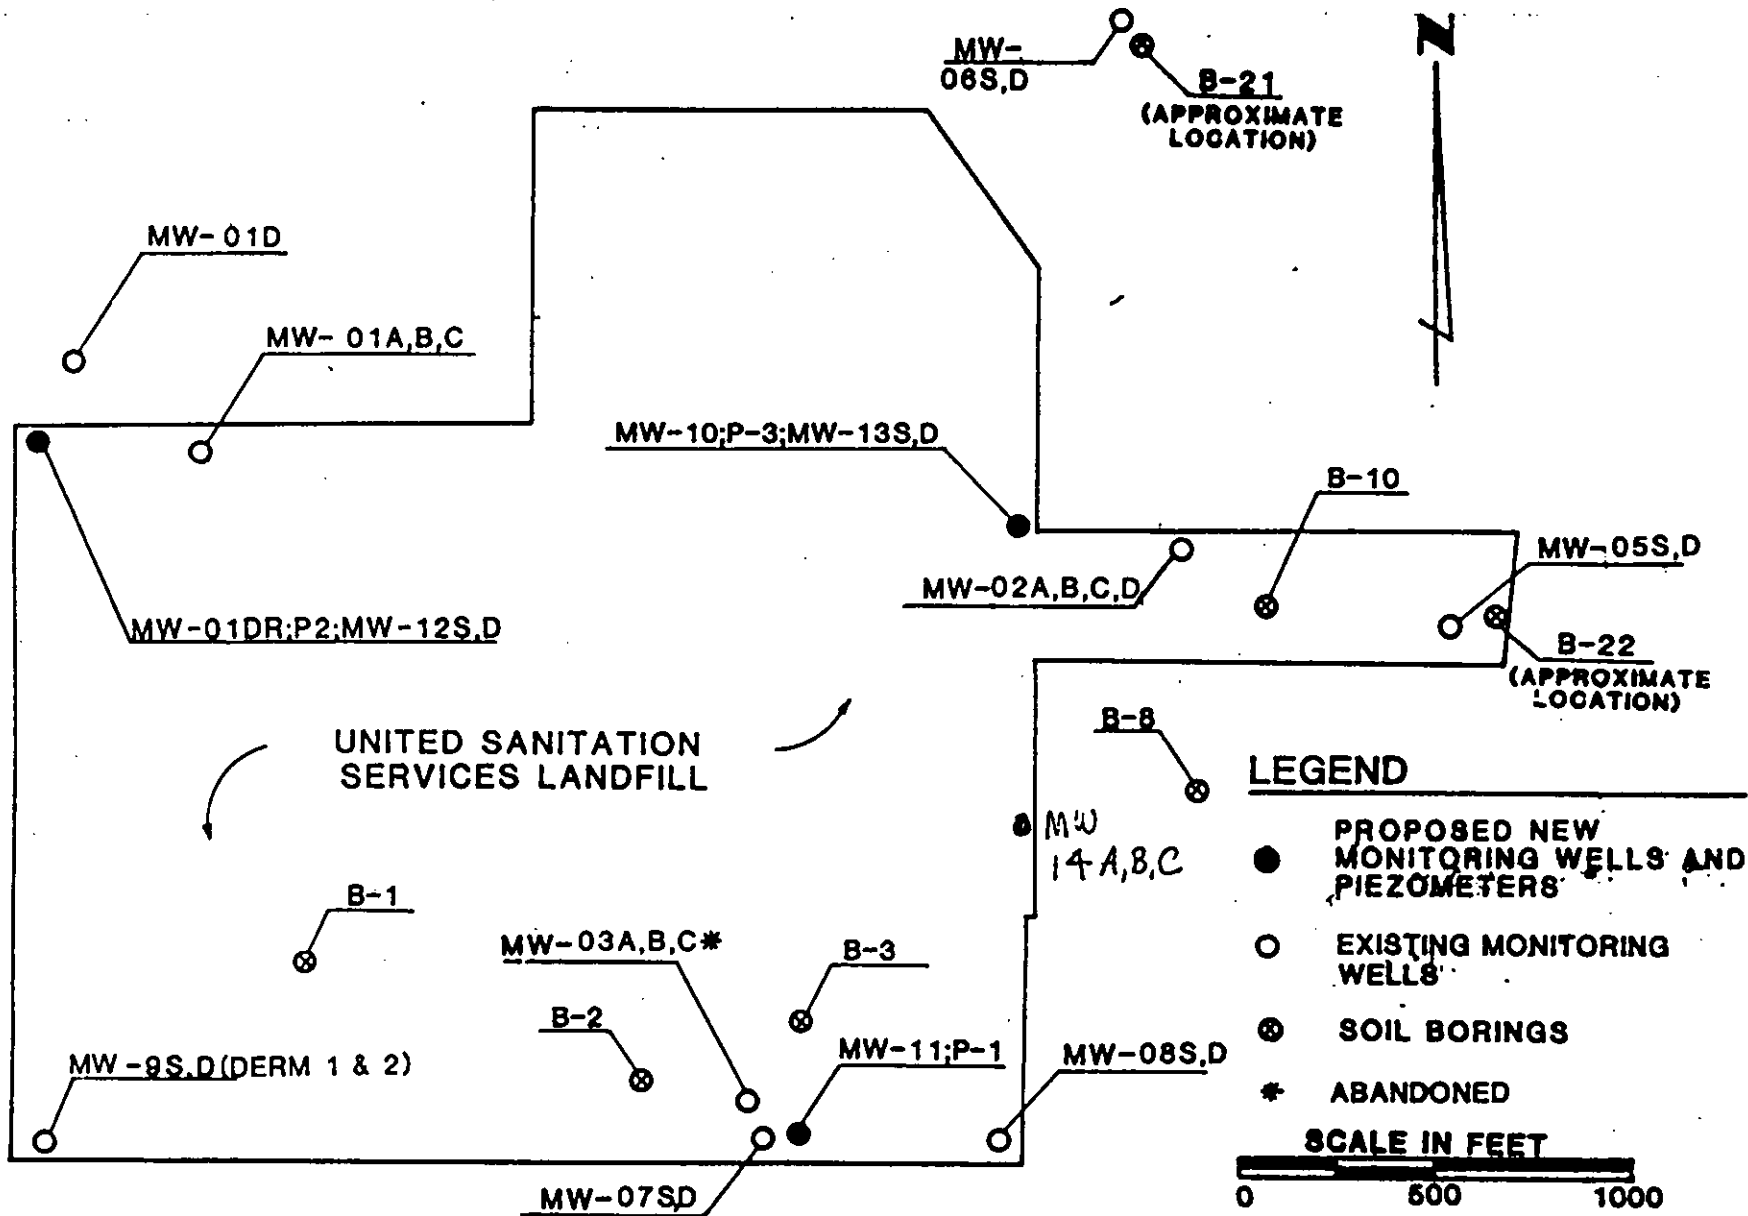 MW-
06S,D
B-21
(APPROXIMATE
LOCATION)
N
MW-01D
MW-01A,B,C
MW-10;P-3;MW-13S,D
B-10
MW-05S,D
MW-02A,B,C,D
MW-01DR;P2;MW-12S,D
B-22
(APPROXIMATE
LOCATION)
B-8
UNITED SANITATION
SERVICES LANDFILL
MW
14 A,B,C
LEGEND
PROPOSED NEW
MONITORING WELLS AND
PIEZOMETERS
EXISTING MONITORING
WELLS
SOIL BORINGS
* ABANDONED
SCALE IN FEET
0 500 1000
B-1
MW-03A,B,C*
B-3
B-2
MW-9S,D(DERM 1 & 2)
MW-11;P-1
MW-08S,D
MW-07S,D